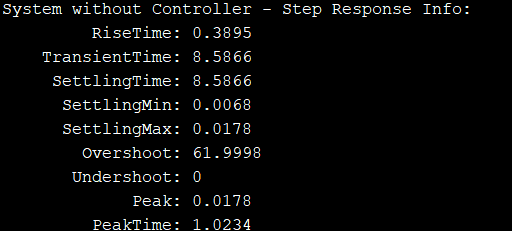 System without Controller - Step Response Info:
RiseTime: 0.3895
TransientTime: 8.5866
SettlingTime: 8.5866
SettlingMin: 0.0068
SettlingMax: 0.0178
Overshoot: 61.9998
Undershoot: 0
Peak: 0.0178
PeakTime: 1.0234